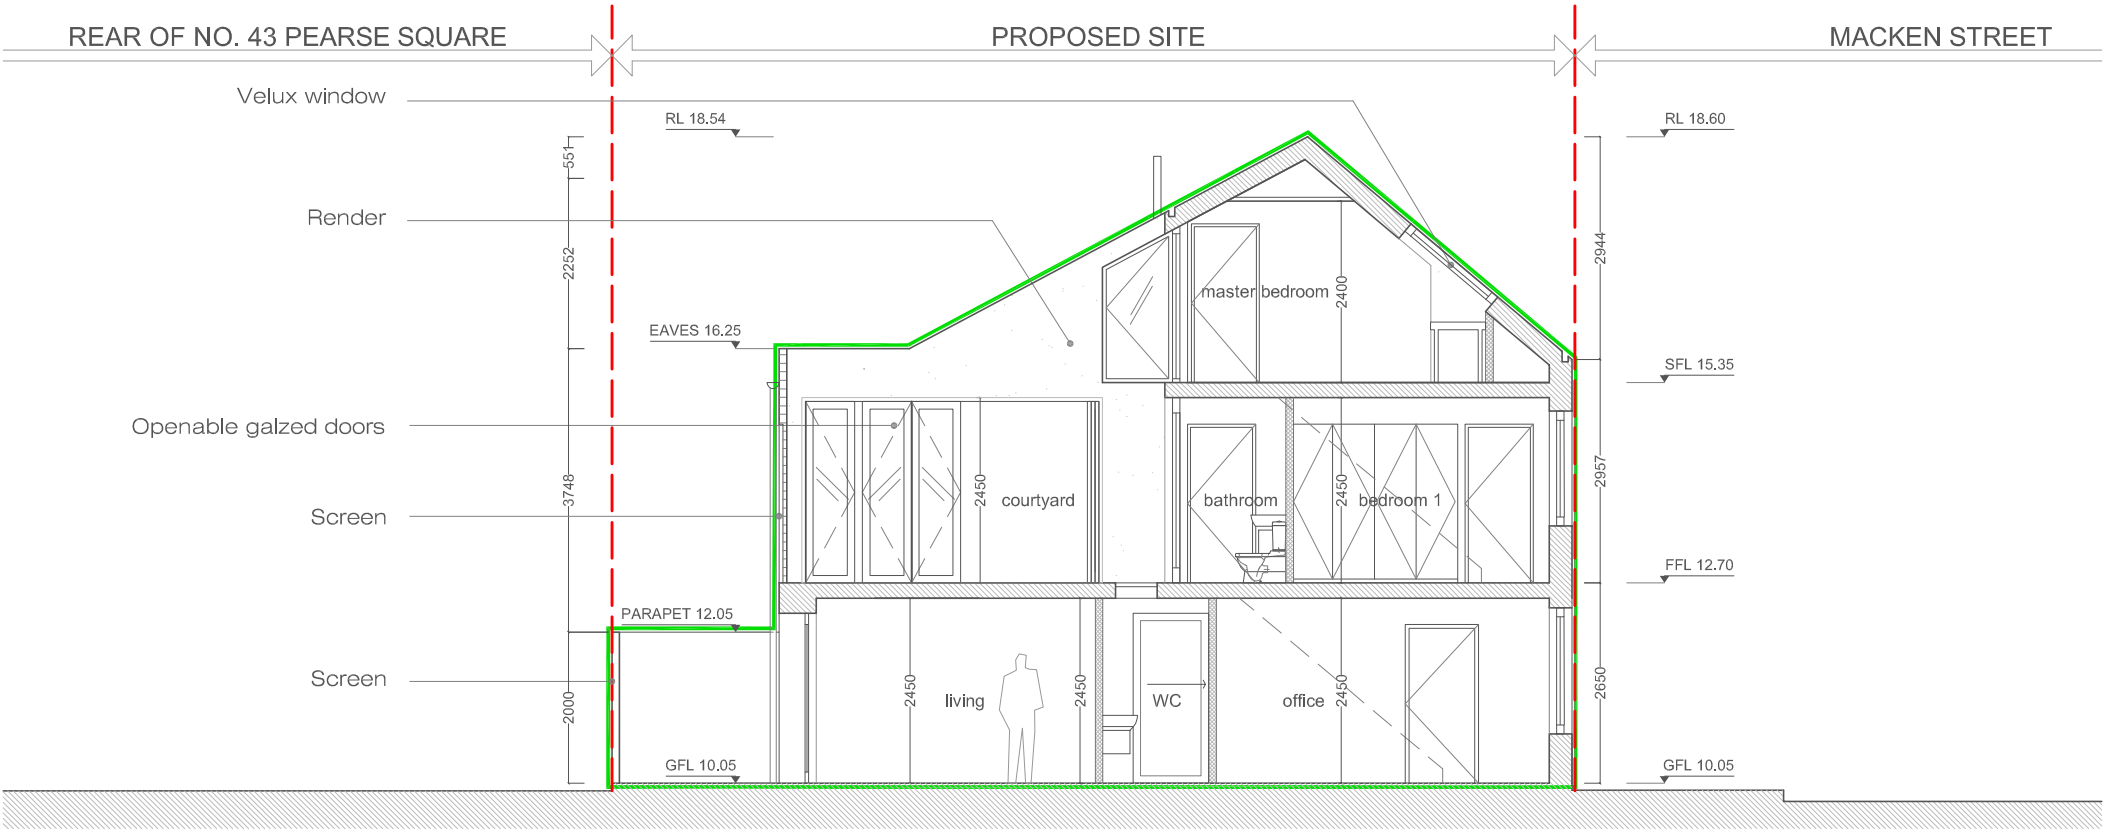 REAR OF NO. 43 PEARSE SQUARE
PROPOSED SITE
MACKEN STREET
Velux window
RL 18.54
RL 18.60
551
Render
2252
2944
master bedroom
2400
EAVES 16.25
SFL 15.35
Openable galzed doors
3748
2450
courtyard
bathroom
2450
bedroom 1
2957
Screen
FFL 12.70
PARAPET 12.05
Screen
2000
2450
living
2450
WC
office
2450
2650
GFL 10.05
GFL 10.05